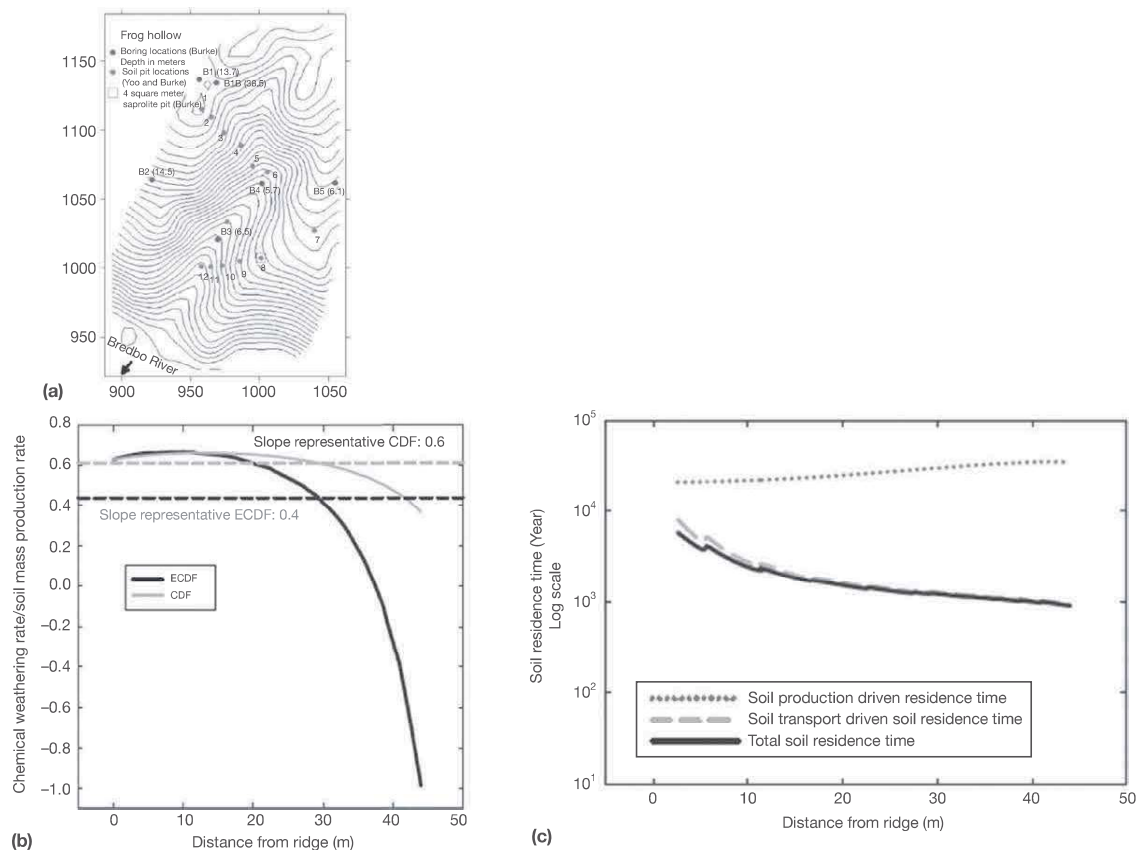 Frog hollow
Boring locations (Burke)
Depth in meters
Soil pit locations
(Yoo and Burke)
4 square meter
saprolite pit (Burke)
B1 (13.7)
B1B (36.5)
1
2
3
4
5
6
B2 (14.5)
B4 (5.7)
B5 (6.1)
B3 (6.5)
7
8
9
10
12
Bredbo River
1150
1100
1050
1000
950
900
950
1000
1050
(a)
Chemical weathering rate/soil mass production rate
0.8
0.6
0.4
0.2
0.0
−0.2
−0.4
−0.6
−0.8
−1.0
Slope representative CDF: 0.6
Slope representative ECDF: 0.4
ECDF
CDF
0
10
20
30
40
50
Distance from ridge (m)
(b)
Soil residence time (Year)
Log scale
10^5
10^4
10^3
10^2
10^1
Soil production driven residence time
Soil transport driven soil residence time
Total soil residence time
0
10
20
30
40
50
Distance from ridge (m)
(c)